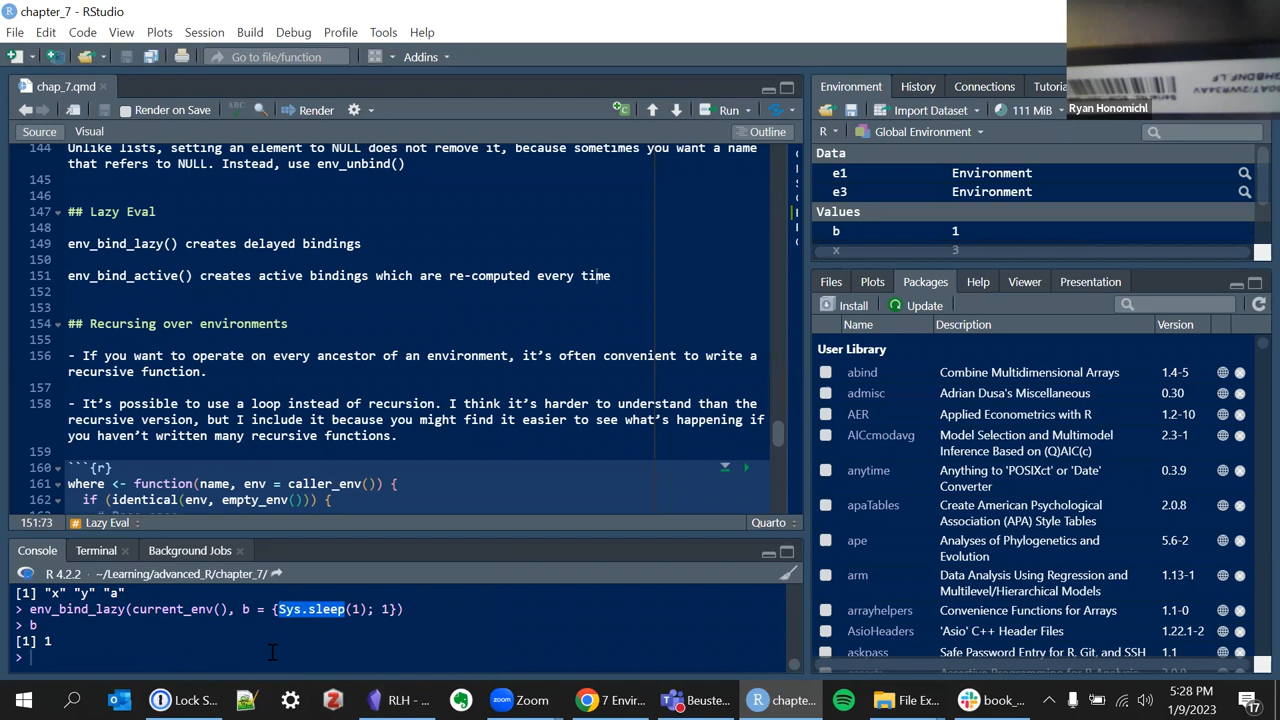 chapter_7 - RStudio
File Edit Code View Plots Session Build Debug Profile Tools Help
Go to file/function Addins
chap_7.qmd
Render on Save ABC Render Run
Source Visual Outline
144 Unlike lists, setting an element to NULL does not remove it, because sometimes you want a name
that refers to NULL. Instead, use env_unbind()
145
146
147 ## Lazy Eval
148
149 env_bind_lazy() creates delayed bindings
150
151 env_bind_active() creates active bindings which are re-computed every time
152
153
154 ## Recursing over environments
155
156 - If you want to operate on every ancestor of an environment, it’s often convenient to write a
recursive function.
157
158 - It’s possible to use a loop instead of recursion. I think it’s harder to understand than the
recursive version, but I include it because you might find it easier to see what’s happening if
you haven’t written many recursive functions.
159
160 ```{r}
161 where <- function(name, env = caller_env()) {
162 if (identical(env, empty_env())) {
151:73 # Lazy Eval Quarto
Console Terminal Background Jobs
R 4.2.2 · ~/Learning/advanced_R/chapter_7/
[1] "x" "y" "a"
> env_bind_lazy(current_env(), b = {Sys.sleep(1); 1})
> b
[1] 1
>
Environment History Connections Tutoria
Import Dataset 111 MiB
R Global Environment
Data
e1 Environment
e3 Environment
Values
b 1
x 3
Files Plots Packages Help Viewer Presentation
Install Update
Name Description Version
User Library
abind Combine Multidimensional Arrays 1.4-5
admisc Adrian Dusa's Miscellaneous 0.30
AER Applied Econometrics with R 1.2-10
AICcmodavg Model Selection and Multimodel Inference Based on (Q)AIC(c) 2.3-1
anytime Anything to 'POSIXct' or 'Date' Converter 0.3.9
apaTables Create American Psychological Association (APA) Style Tables 2.0.8
ape Analyses of Phylogenetics and Evolution 5.6-2
arm Data Analysis Using Regression and Multilevel/Hierarchical Models 1.13-1
arrayhelpers Convenience Functions for Arrays 1.1-0
AsioHeaders 'Asio' C++ Header Files 1.22.1-2
askpass Safe Password Entry for R, Git, and SSH 1.1
Ryan Honomichl
Lock S... RLH - ... Zoom 7 Envir... Beuste... chapte... File Ex... book_...
5:28 PM
1/9/2023
17